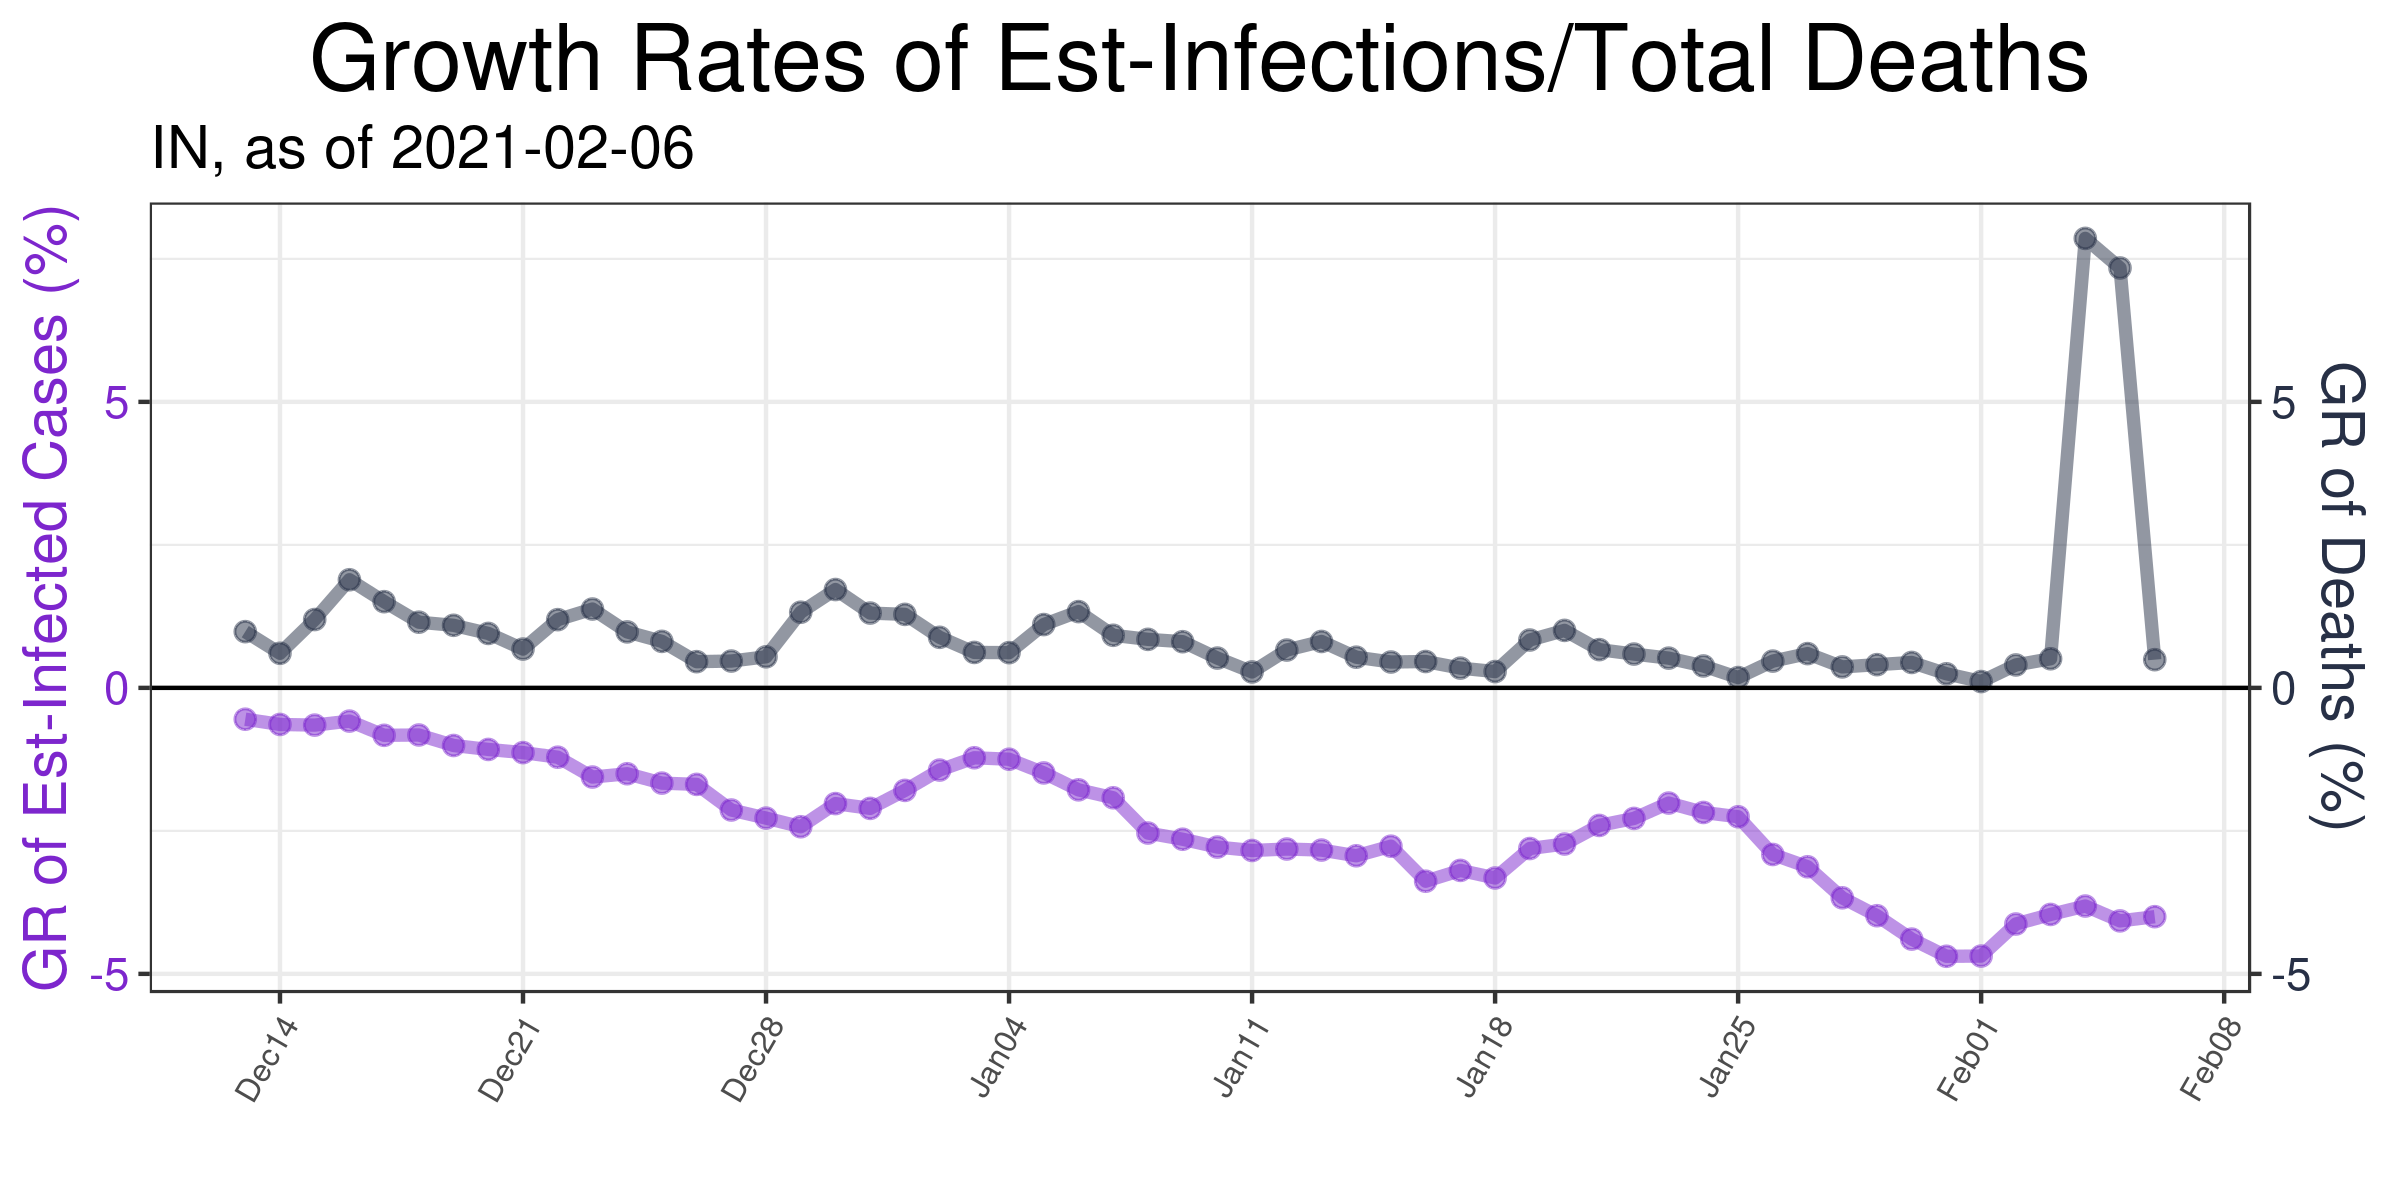 Growth Rates of Est-Infections/Total Deaths
IN, as of 2021-02-06
GR of Est-Infected Cases (%)
5
0
-5
5
0
-5
GR of Deaths (%)
Dec14
Dec21
Dec28
Jan04
Jan11
Jan18
Jan25
Feb01
Feb08